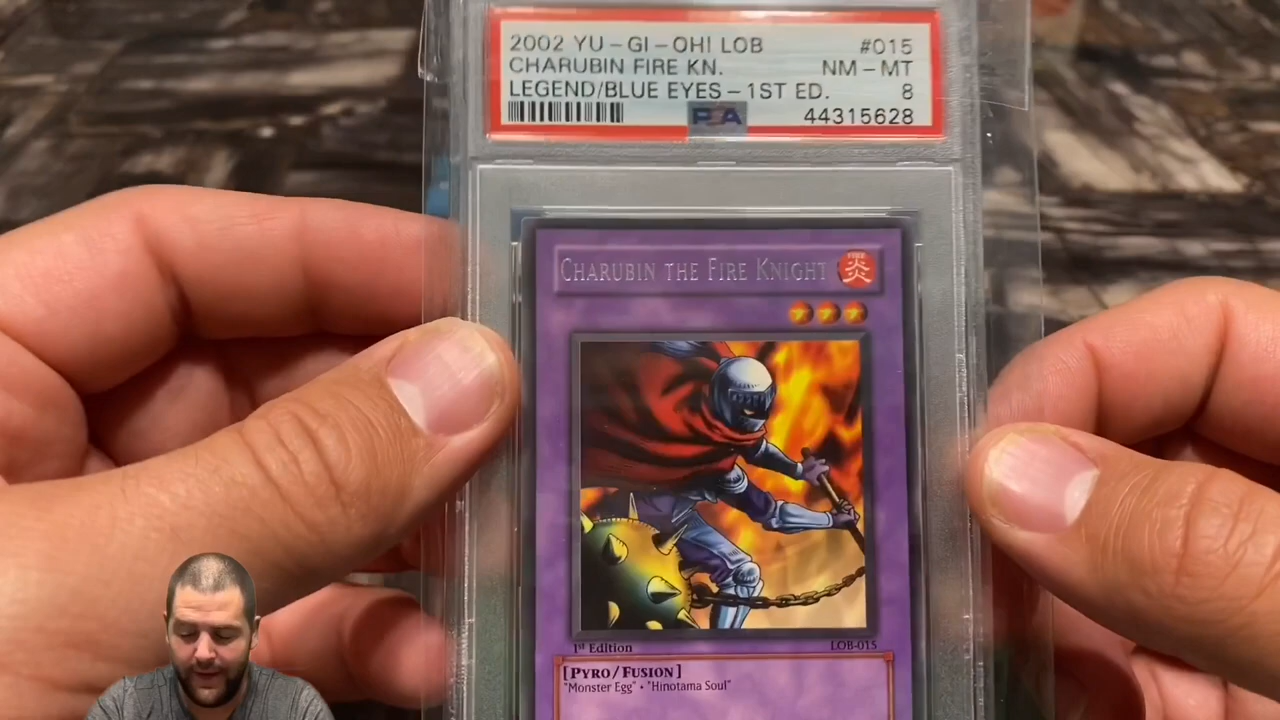 2002 YU-GI-OH! LOB #015
CHARUBIN FIRE KN. NM-MT
LEGEND/BLUE EYES-1ST ED. 8
PSA 44315628
CHARUBIN THE FIRE KNIGHT
FIRE
炎
1st Edition LOB-015
[PYRO/FUSION]
"Monster Egg" • "Hinotama Soul"